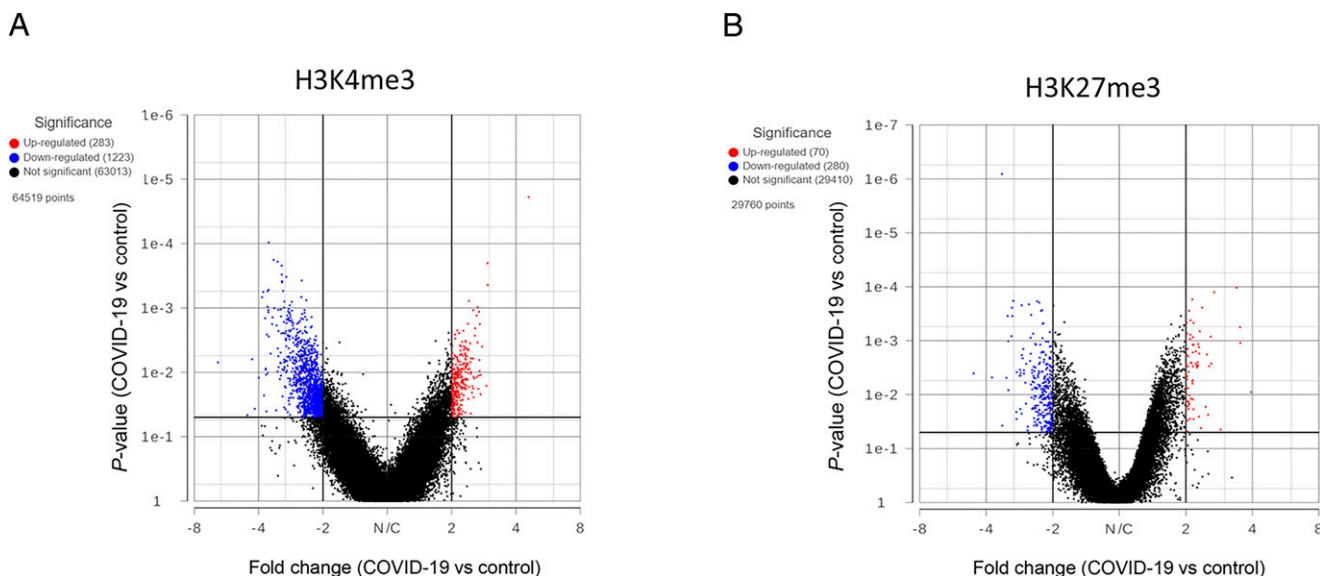 A
H3K4me3
Significance
Up-regulated (283)
Down-regulated (1223)
Not significant (63013)
64519 points
P-value (COVID-19 vs control)
1e-6
1e-5
1e-4
1e-3
1e-2
1e-1
1
-8
-4
-2
N/C
2
4
8
Fold change (COVID-19 vs control)
B
H3K27me3
Significance
Up-regulated (70)
Down-regulated (280)
Not significant (29410)
29760 points
P-value (COVID-19 vs control)
1e-7
1e-6
1e-5
1e-4
1e-3
1e-2
1e-1
1
-8
-4
-2
N/C
2
4
8
Fold change (COVID-19 vs control)